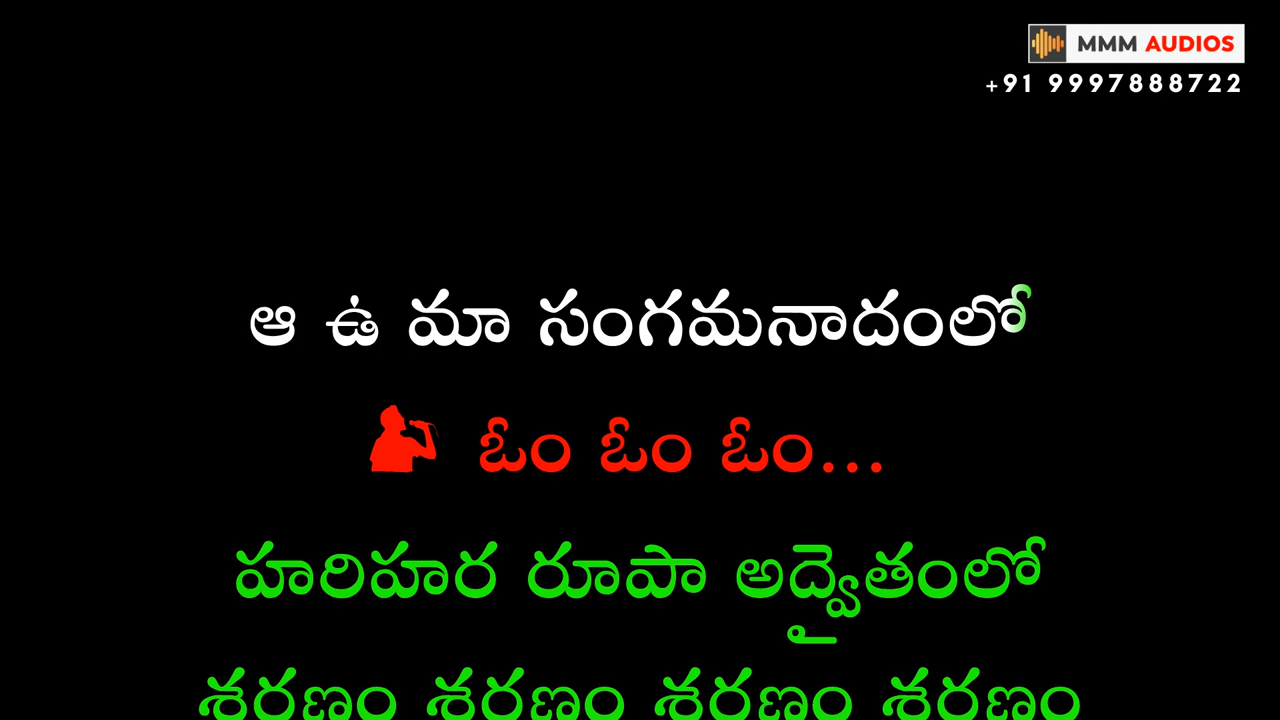 MMM AUDIOS
+91 9997888722
ఆ ఉ మా సంగమనాదంలో
ఓం ఓం ఓం...
హరిహర రూపా అద్వైతంలో
శరణం శరణం శరణం శరణం